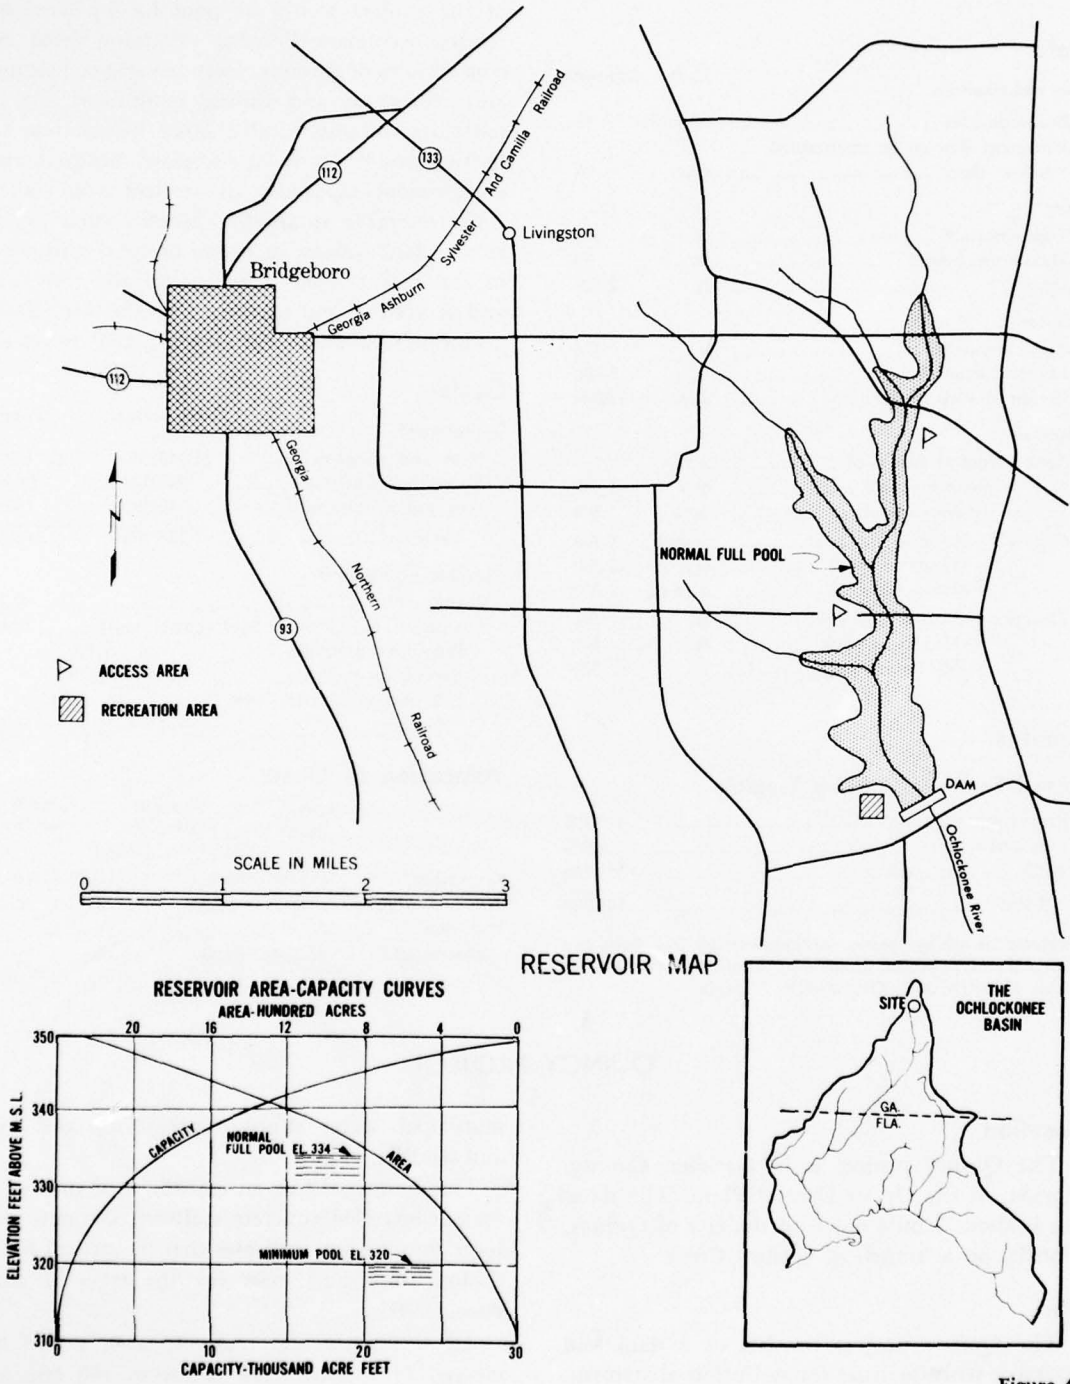 112
133
Georgia Ashburn Sylvester And Camilla Railroad
Livingston
Bridgeboro
112
Georgia Northern Railroad
N
93
NORMAL FULL POOL
ACCESS AREA
RECREATION AREA
DAM
Ochlockonee River
SCALE IN MILES
0 1 2 3
RESERVOIR MAP
RESERVOIR AREA-CAPACITY CURVES
AREA-HUNDRED ACRES
20 16 12 8 4 0
350
340
330
320
310
ELEVATION FEET ABOVE M.S.L.
CAPACITY
NORMAL
FULL POOL EL. 334
AREA
MINIMUM POOL EL. 320
0 10 20 30
CAPACITY-THOUSAND ACRE FEET
THE
OCHLOCKONEE
BASIN
SITE
GA.
FLA.